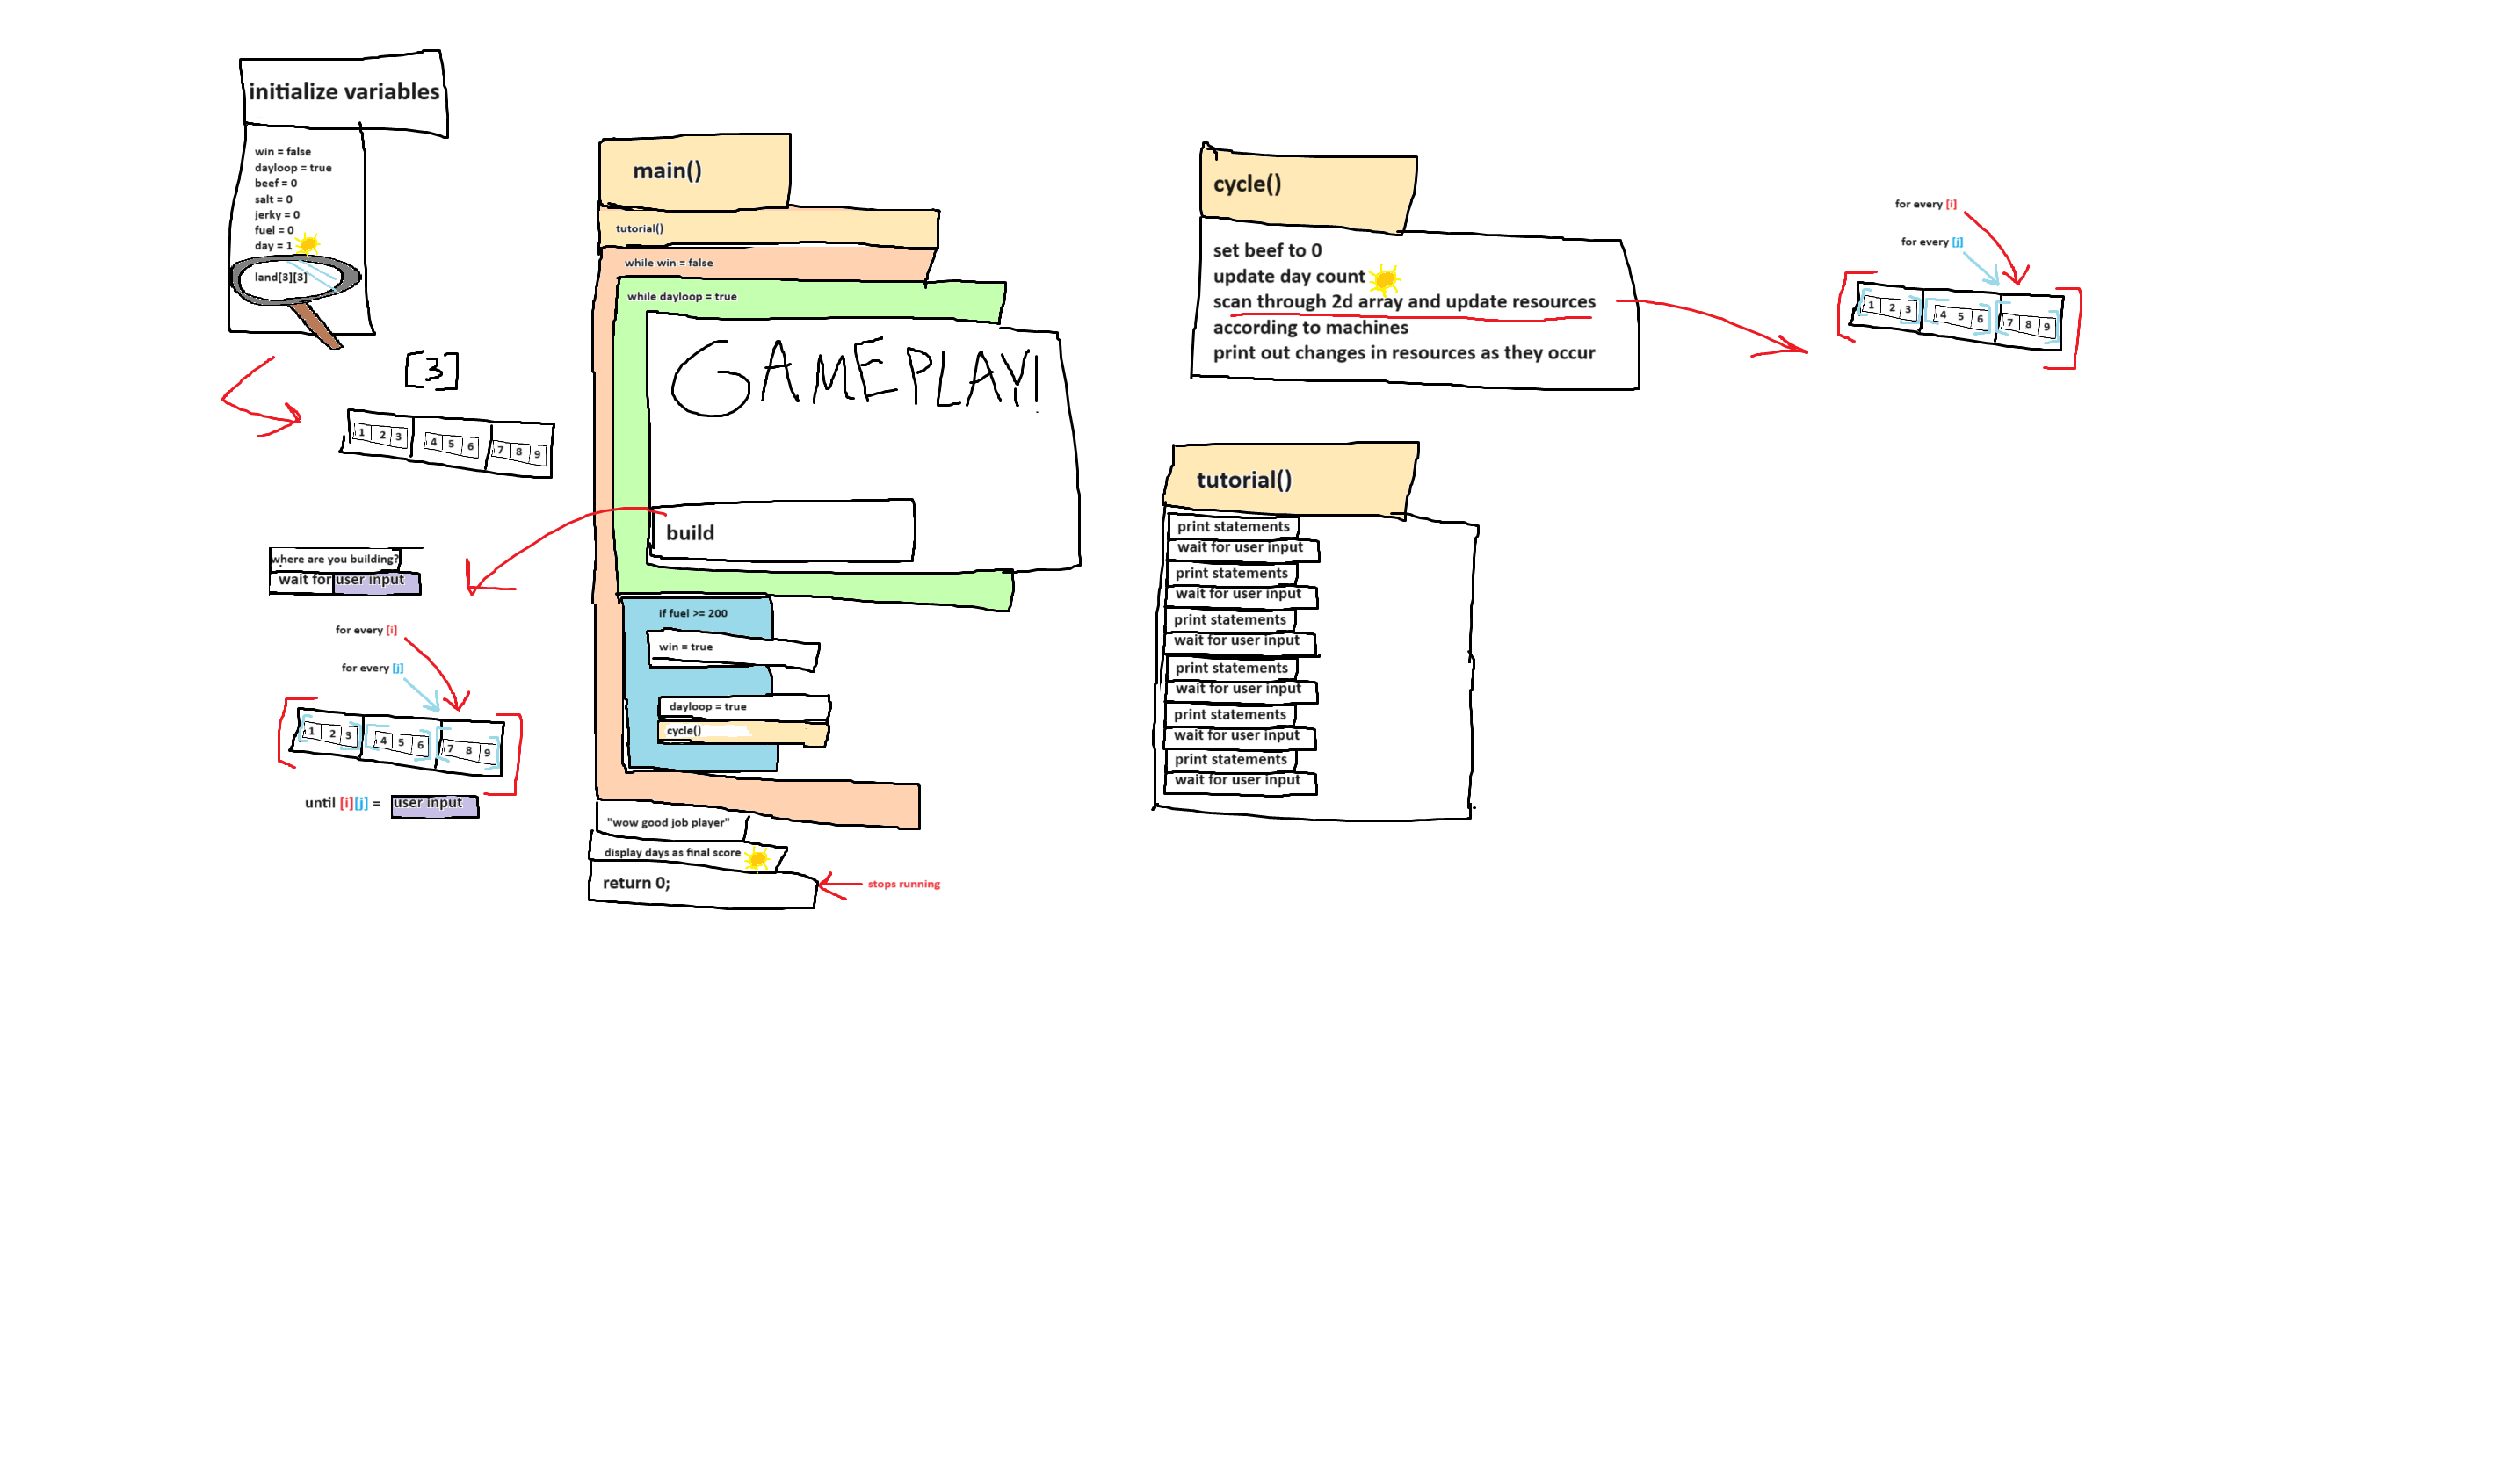 initialize variables
win = false
dayloop = true
beef = 0
salt = 0
jerky = 0
fuel = 0
day = 1
land[3][3]
[3]
1 2 3 4 5 6 7 8 9
where are you building?
wait for user input
for every [i]
for every [j]
1 2 3 4 5 6 7 8 9
until [i][j] = user input
main()
tutorial()
while win = false
while dayloop = true
GAMEPLAY!
build
if fuel >= 200
win = true
dayloop = true
cycle()
"wow good job player"
display days as final score
return 0;
stops running
cycle()
set beef to 0
update day count
scan through 2d array and update resources
according to machines
print out changes in resources as they occur
for every [i]
for every [j]
1 2 3 4 5 6 7 8 9
tutorial()
print statements
wait for user input
print statements
wait for user input
print statements
wait for user input
print statements
wait for user input
print statements
wait for user input
print statements
wait for user input